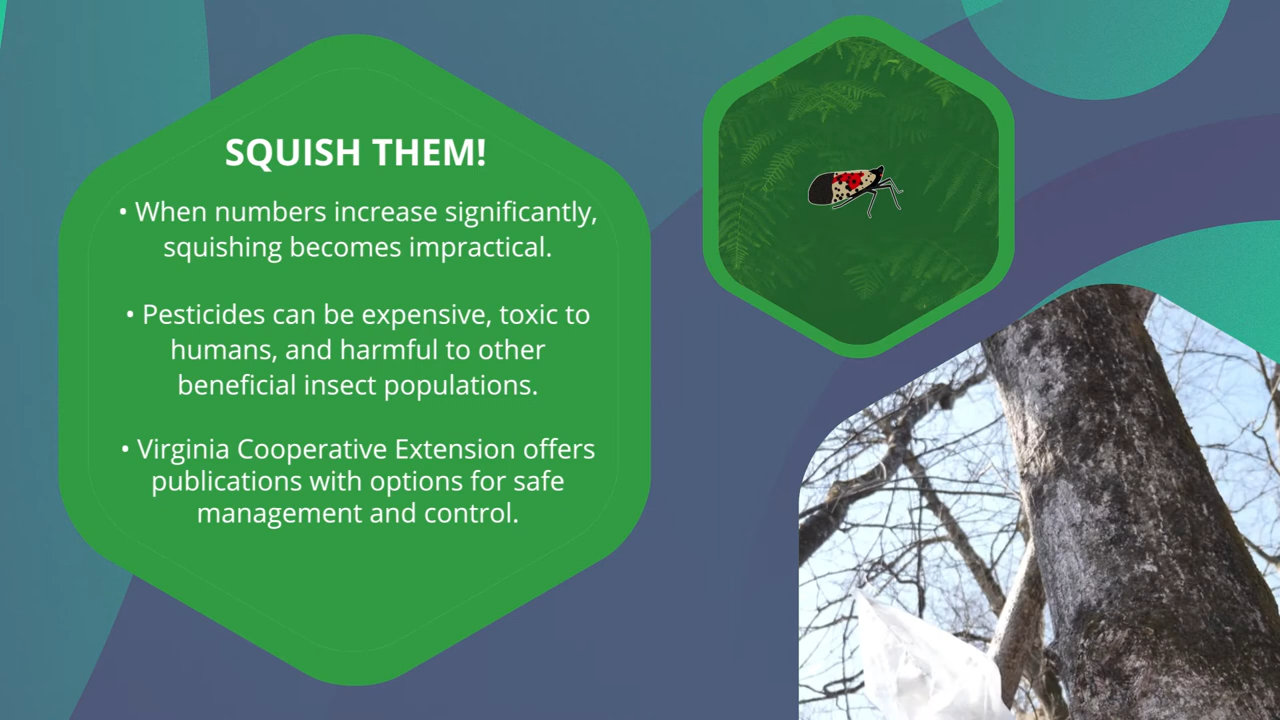 SQUISH THEM!
• When numbers increase significantly,
squishing becomes impractical.
• Pesticides can be expensive, toxic to
humans, and harmful to other
beneficial insect populations.
• Virginia Cooperative Extension offers
publications with options for safe
management and control.